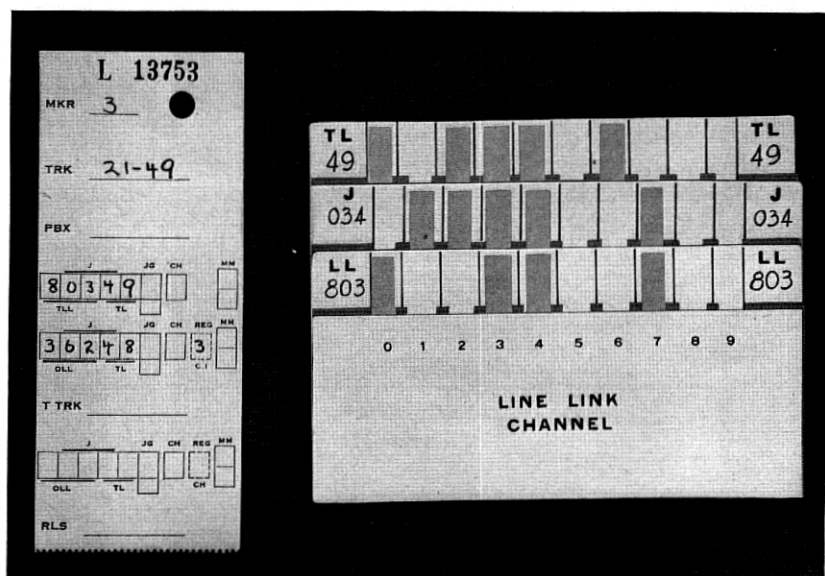 L 13753
MKR 3
TRK 21-49
PBX
J JG CH MM
8 0 3 4 9
TLL TL
J JG CH REG MM
3 6 2 4 8 3
OLL TL C.I
T TRK
J JG CH REG MM
OLL TL CH
RLS
TL 49 TL 49
J 034 J 034
LL 803 LL 803
0 1 2 3 4 5 6 7 8 9
LINE LINK
CHANNEL